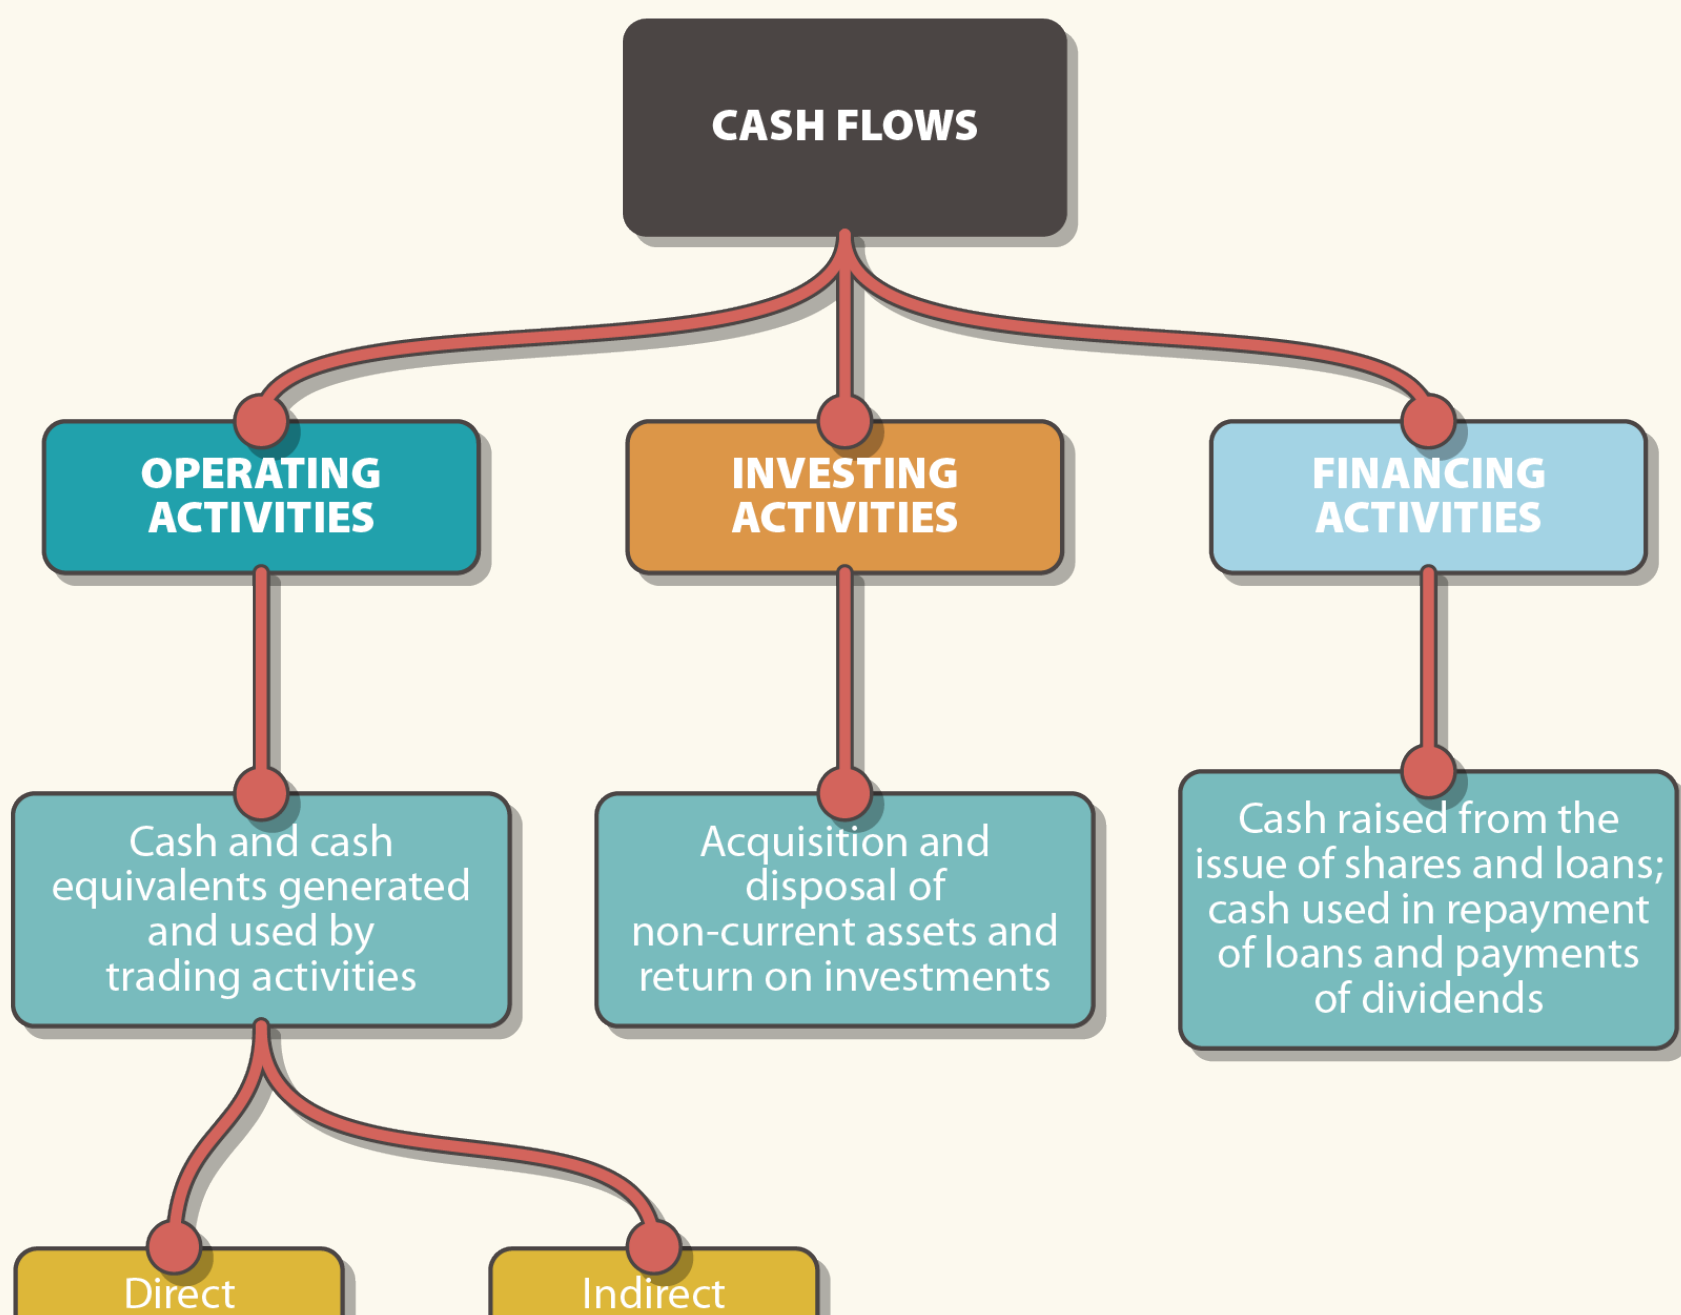 CASH FLOWS
OPERATING
ACTIVITIES
INVESTING
ACTIVITIES
FINANCING
ACTIVITIES
Cash and cash
equivalents generated
and used by
trading activities
Acquisition and
disposal of
non-current assets and
return on investments
Cash raised from the
issue of shares and loans;
cash used in repayment
of loans and payments
of dividends
Direct
Indirect